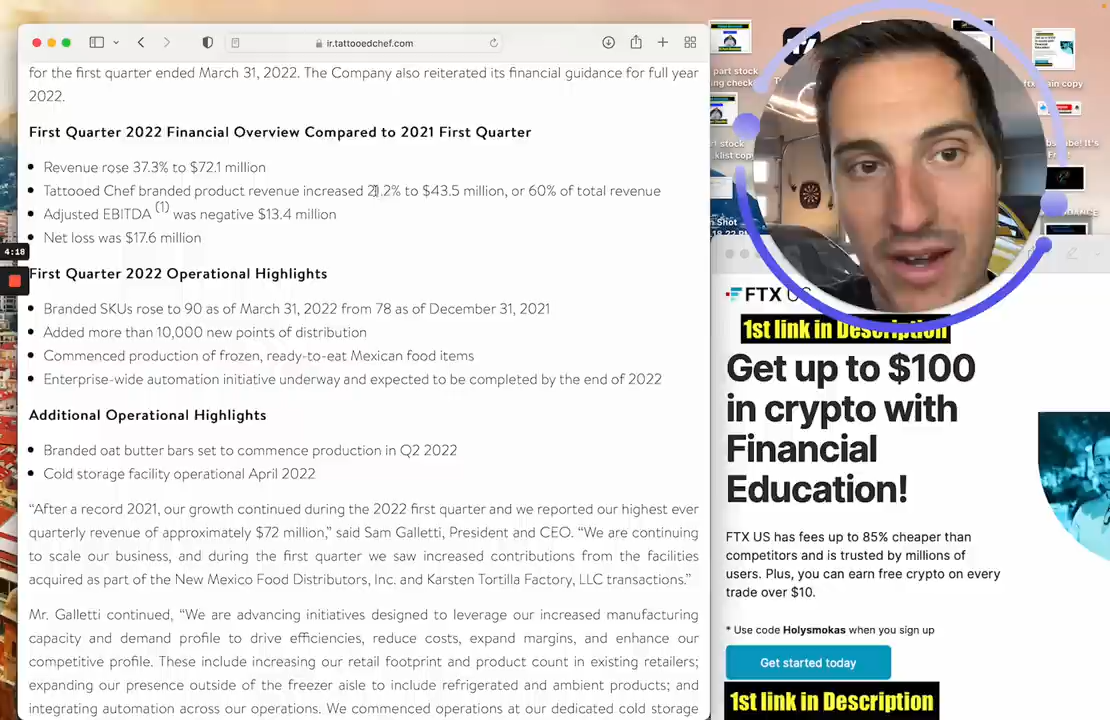 ir.tattooedchef.com
for the first quarter ended March 31, 2022. The Company also reiterated its financial guidance for full year
2022.
First Quarter 2022 Financial Overview Compared to 2021 First Quarter
Revenue rose 37.3% to $72.1 million
Tattooed Chef branded product revenue increased 21.2% to $43.5 million, or 60% of total revenue
Adjusted EBITDA (1) was negative $13.4 million
Net loss was $17.6 million
4:18
First Quarter 2022 Operational Highlights
Branded SKUs rose to 90 as of March 31, 2022 from 78 as of December 31, 2021
Added more than 10,000 new points of distribution
Commenced production of frozen, ready-to-eat Mexican food items
Enterprise-wide automation initiative underway and expected to be completed by the end of 2022
Additional Operational Highlights
Branded oat butter bars set to commence production in Q2 2022
Cold storage facility operational April 2022
“After a record 2021, our growth continued during the 2022 first quarter and we reported our highest ever
quarterly revenue of approximately $72 million,” said Sam Galletti, President and CEO. “We are continuing
to scale our business, and during the first quarter we saw increased contributions from the facilities
acquired as part of the New Mexico Food Distributors, Inc. and Karsten Tortilla Factory, LLC transactions.”
Mr. Galletti continued, “We are advancing initiatives designed to leverage our increased manufacturing
capacity and demand profile to drive efficiencies, reduce costs, expand margins, and enhance our
competitive profile. These include increasing our retail footprint and product count in existing retailers;
expanding our presence outside of the freezer aisle to include refrigerated and ambient products; and
integrating automation across our operations. We commenced operations at our dedicated cold storage
part stock
FTX US
1st link in Description
Get up to $100
in crypto with
Financial
Education!
FTX US has fees up to 85% cheaper than
competitors and is trusted by millions of
users. Plus, you can earn free crypto on every
trade over $10.
* Use code Holysmokas when you sign up
Get started today
1st link in Description